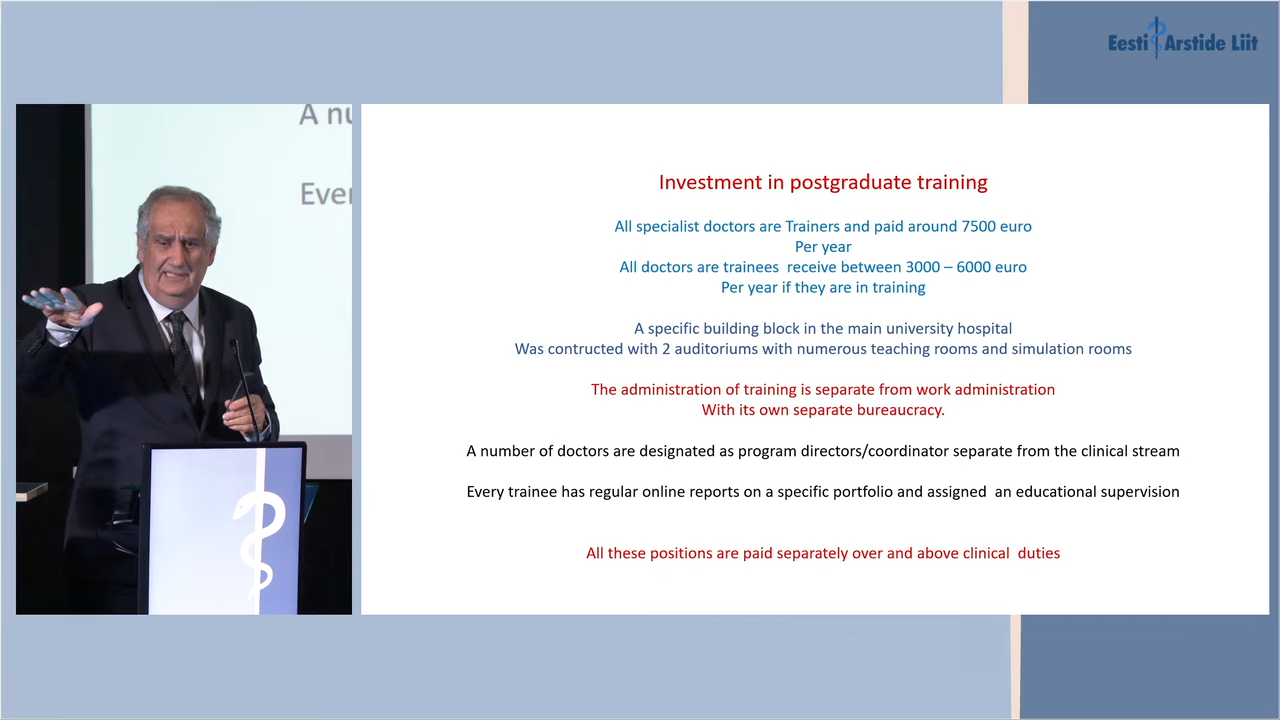 Eesti Arstide Liit
A nu
Ever
Investment in postgraduate training
All specialist doctors are Trainers and paid around 7500 euro
Per year
All doctors are trainees receive between 3000 – 6000 euro
Per year if they are in training
A specific building block in the main university hospital
Was contructed with 2 auditoriums with numerous teaching rooms and simulation rooms
The administration of training is separate from work administration
With its own separate bureaucracy.
A number of doctors are designated as program directors/coordinator separate from the clinical stream
Every trainee has regular online reports on a specific portfolio and assigned an educational supervision
All these positions are paid separately over and above clinical duties